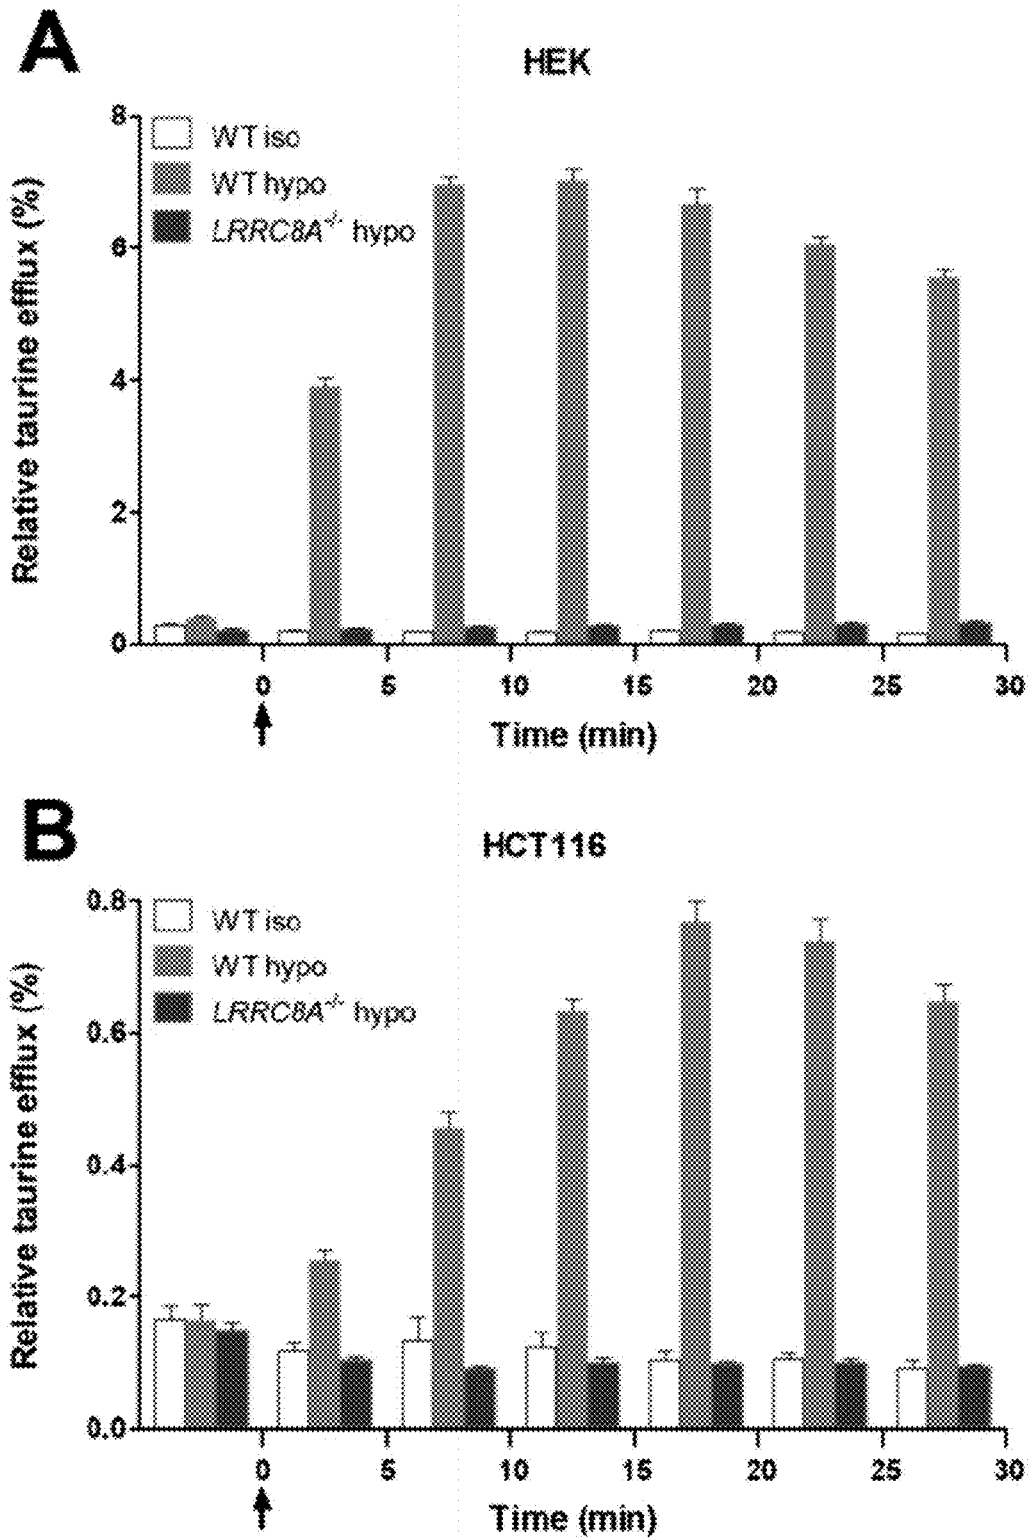 A
HEK
8
WT iso
WT hypo
LRRC8A-/- hypo
6
4
2
0
Relative taurine efflux (%)
0 5 10 15 20 25 30
Time (min)
B
HCT116
0.8
WT iso
WT hypo
LRRC8A-/- hypo
0.6
0.4
0.2
0.0
Relative taurine efflux (%)
0 5 10 15 20 25 30
Time (min)